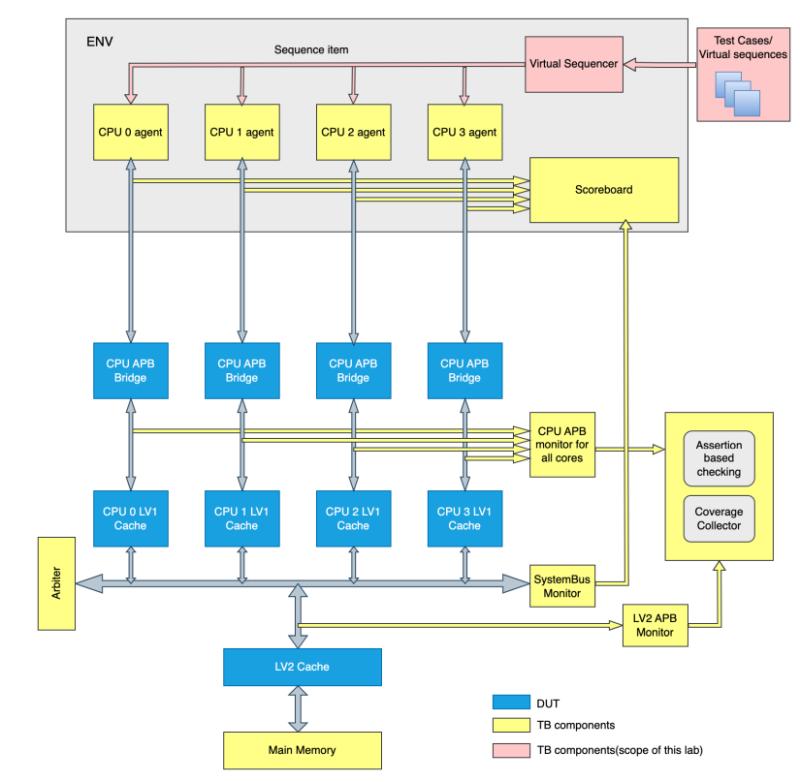 ENV
Sequence item
Virtual Sequencer
Test Cases/
Virtual sequences
CPU 0 agent
CPU 1 agent
CPU 2 agent
CPU 3 agent
Scoreboard
CPU APB
Bridge
CPU APB
Bridge
CPU APB
Bridge
CPU APB
Bridge
CPU APB
monitor for
all cores
Assertion
based
checking
Coverage
Collector
CPU 0 LV1
Cache
CPU 1 LV1
Cache
CPU 2 LV1
Cache
CPU 3 LV1
Cache
Arbiter
SystemBus
Monitor
LV2 APB
Monitor
LV2 Cache
Main Memory
DUT
TB components
TB components(scope of this lab)